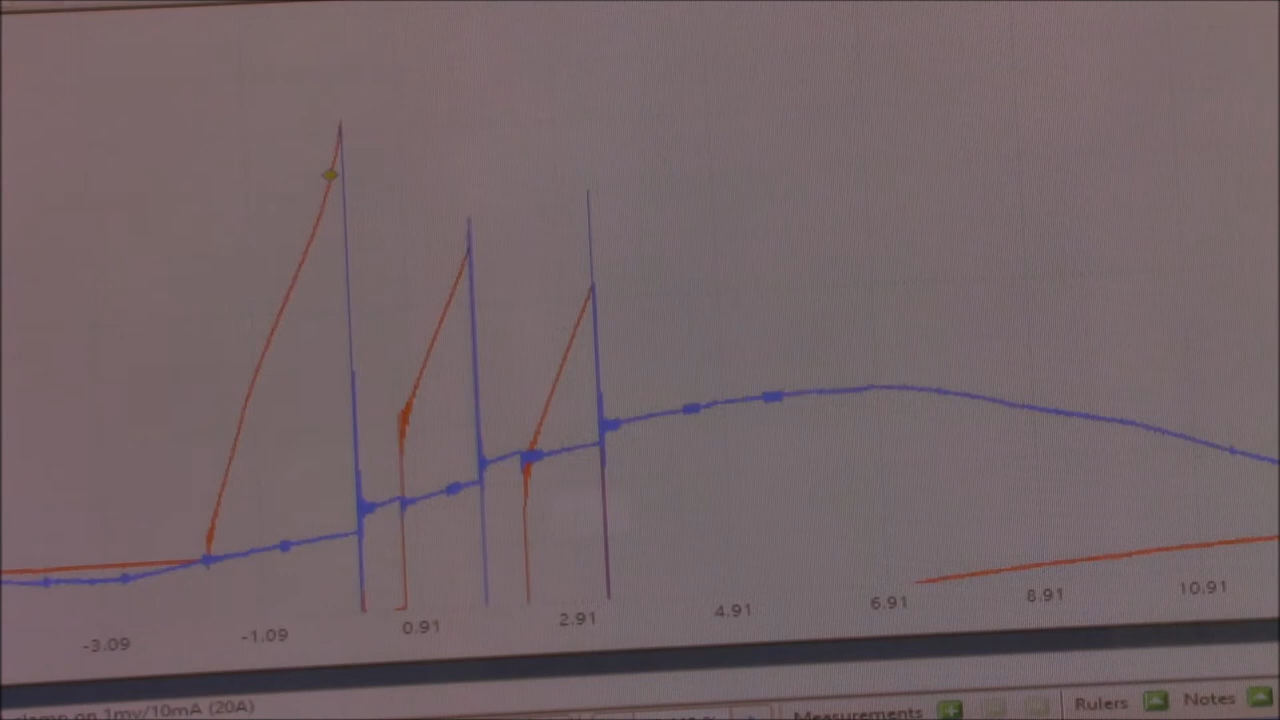 -3.09 -1.09 0.91 2.91 4.91 6.91 8.91 10.91
on 1mv/10mA (20A) Measurements Rulers Notes